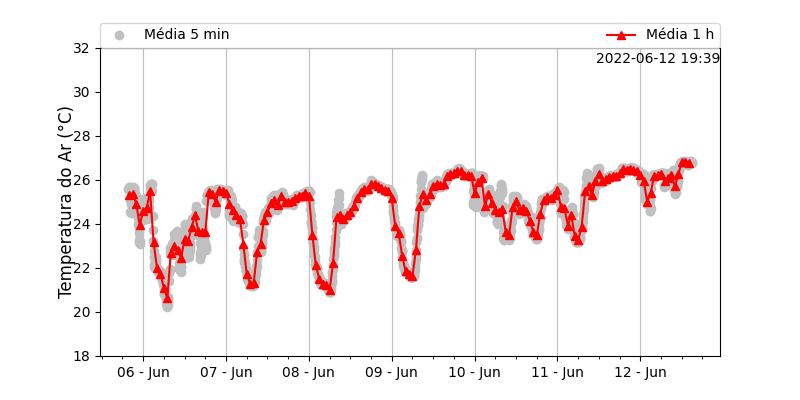 Média 5 min
Média 1 h
2022-06-12 19:39
Temperatura do Ar (°C)
32
30
28
26
24
22
20
18
06 - Jun
07 - Jun
08 - Jun
09 - Jun
10 - Jun
11 - Jun
12 - Jun